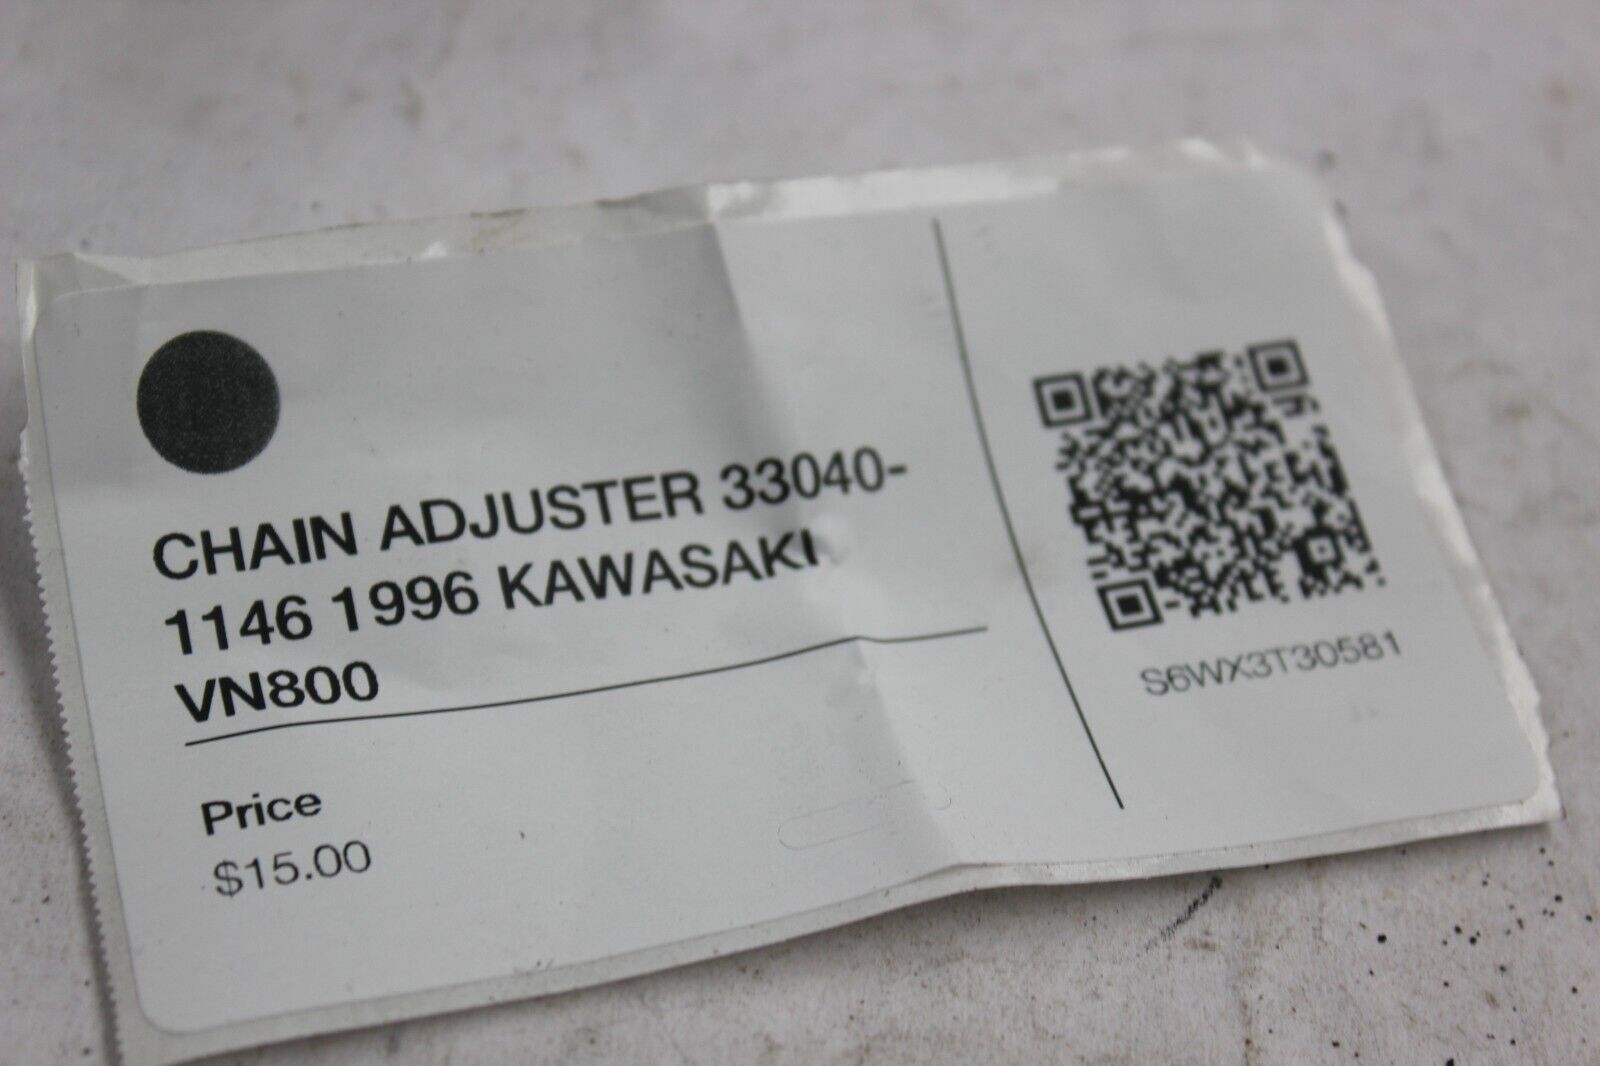 CHAIN ADJUSTER 33040-
1146 1996 KAWASAKI
VN800
Price
$15.00
S6WX3T30581